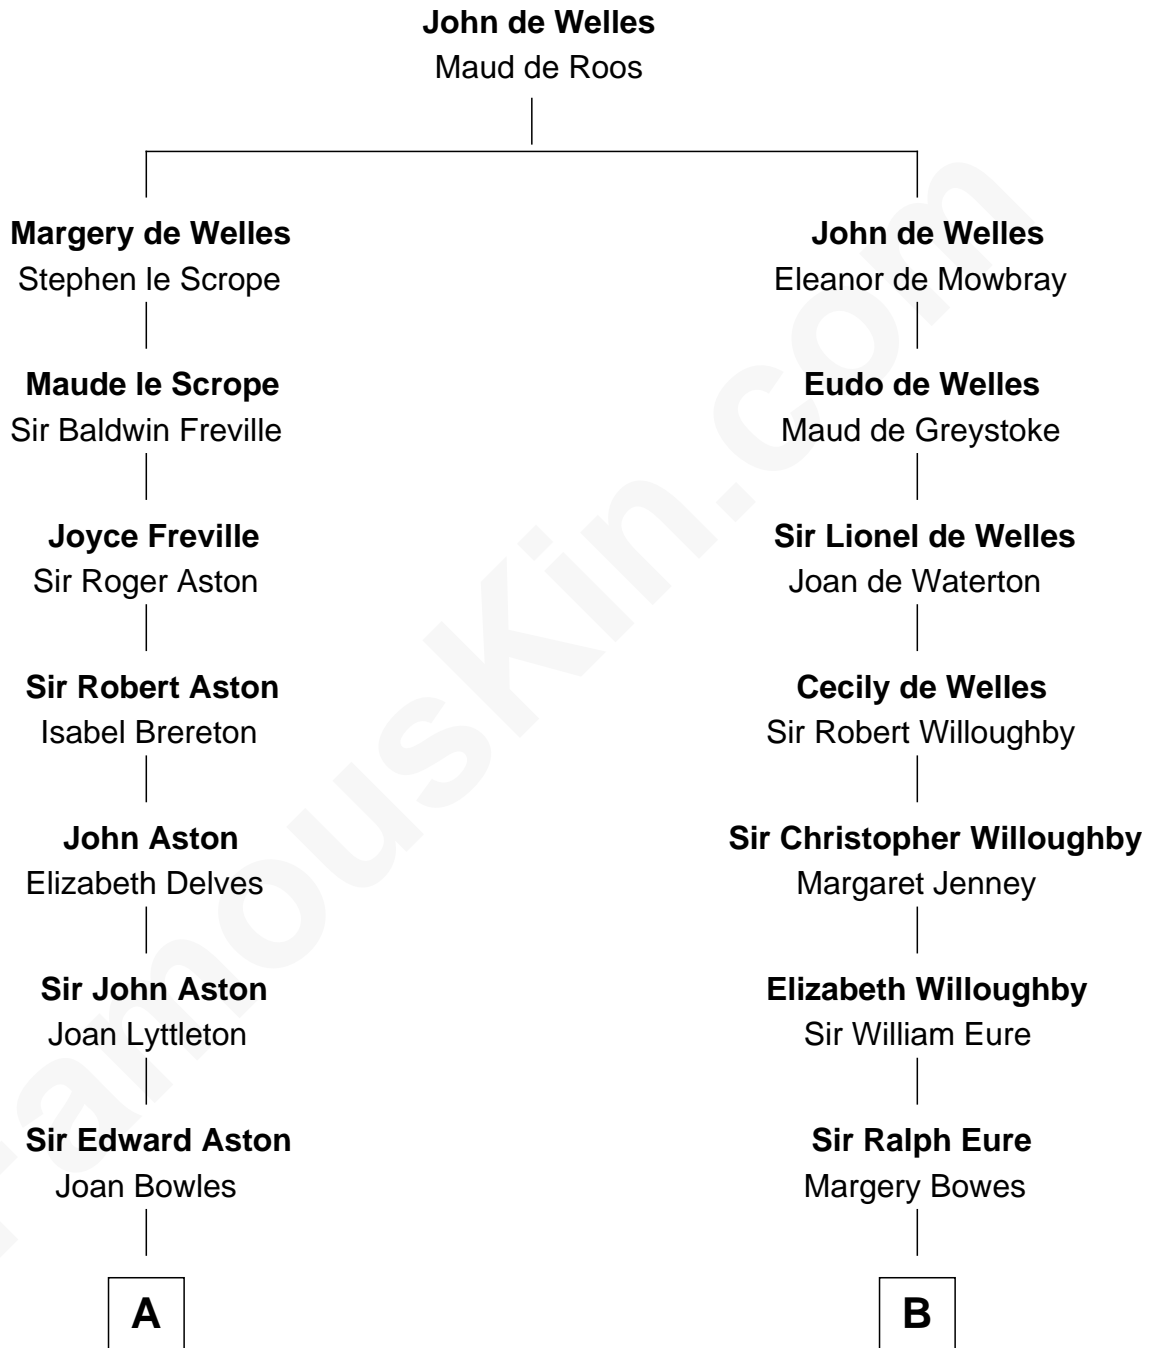 John de Welles
Maud de Roos
Margery de Welles
Stephen le Scrope
John de Welles
Eleanor de Mowbray
Maude le Scrope
Sir Baldwin Freville
Eudo de Welles
Maud de Greystoke
Joyce Freville
Sir Roger Aston
Sir Lionel de Welles
Joan de Waterton
Sir Robert Aston
Isabel Brereton
Cecily de Welles
Sir Robert Willoughby
John Aston
Elizabeth Delves
Sir Christopher Willoughby
Margaret Jenney
Sir John Aston
Joan Lyttleton
Elizabeth Willoughby
Sir William Eure
Sir Edward Aston
Joan Bowles
Sir Ralph Eure
Margery Bowes
A
B
FamousKin.com